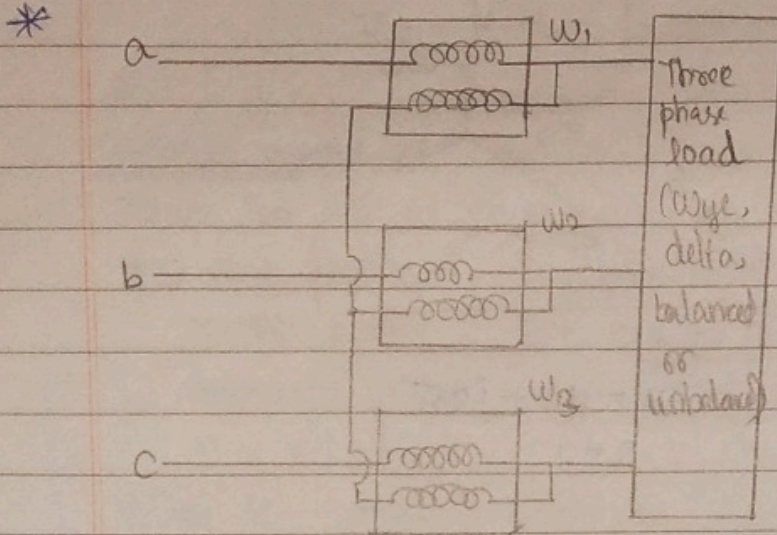 *
a
W1
Three
phase
load
(Wye,
delta,
balanced
or
unbalanced)
b
W2
C
W3